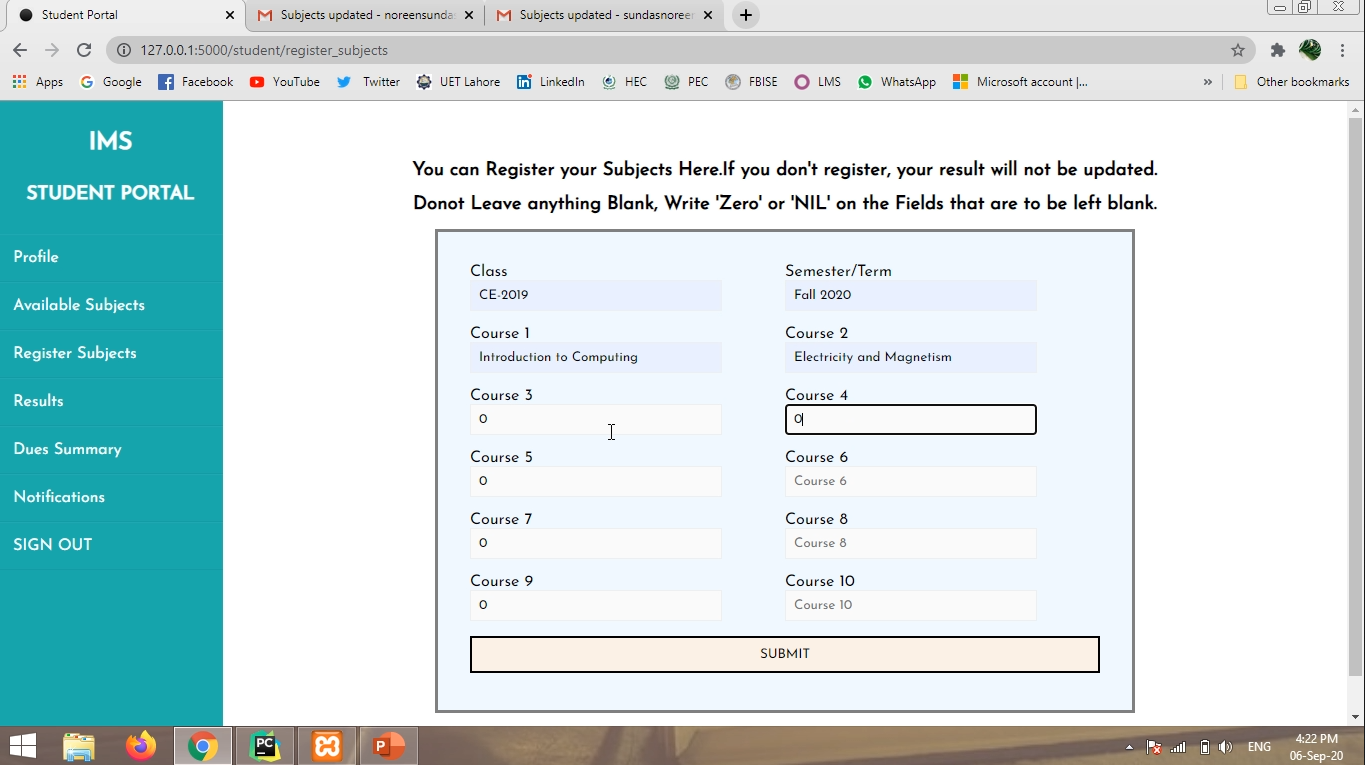 Student Portal
Subjects updated - noreensunda
Subjects updated - sundasnoreer
127.0.0.1:5000/student/register_subjects
Apps Google Facebook YouTube Twitter UET Lahore LinkedIn HEC PEC FBISE LMS WhatsApp Microsoft account |... » Other bookmarks
IMS
STUDENT PORTAL
Profile
Available Subjects
Register Subjects
Results
Dues Summary
Notifications
SIGN OUT
You can Register your Subjects Here.If you don't register, your result will not be updated.
Donot Leave anything Blank, Write 'Zero' or 'NIL' on the Fields that are to be left blank.
Class Semester/Term
CE-2019 Fall 2020
Course 1 Course 2
Introduction to Computing Electricity and Magnetism
Course 3 Course 4
0 0
Course 5 Course 6
0 Course 6
Course 7 Course 8
0 Course 8
Course 9 Course 10
0 Course 10
SUBMIT
ENG
4:22 PM
06-Sep-20